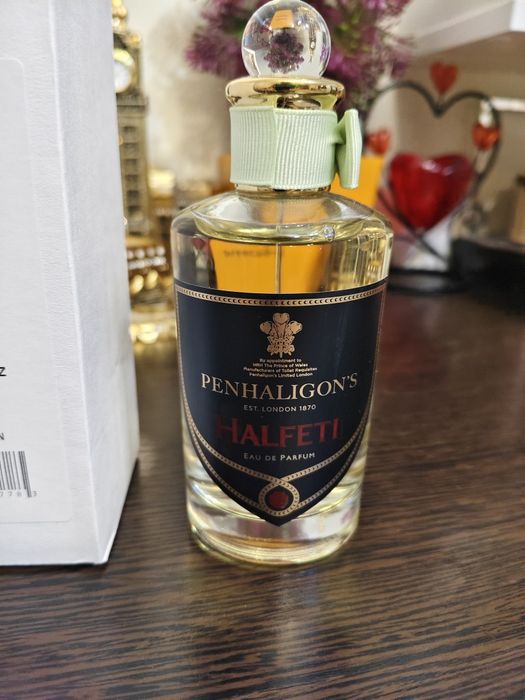 By appointment to
HRH The Prince of Wales
Manufacturers of Toilet Requisites
Penhaligon's Limited London
PENHALIGON'S
EST. LONDON 1870
HALFETI
EAU DE PARFUM
Z
N